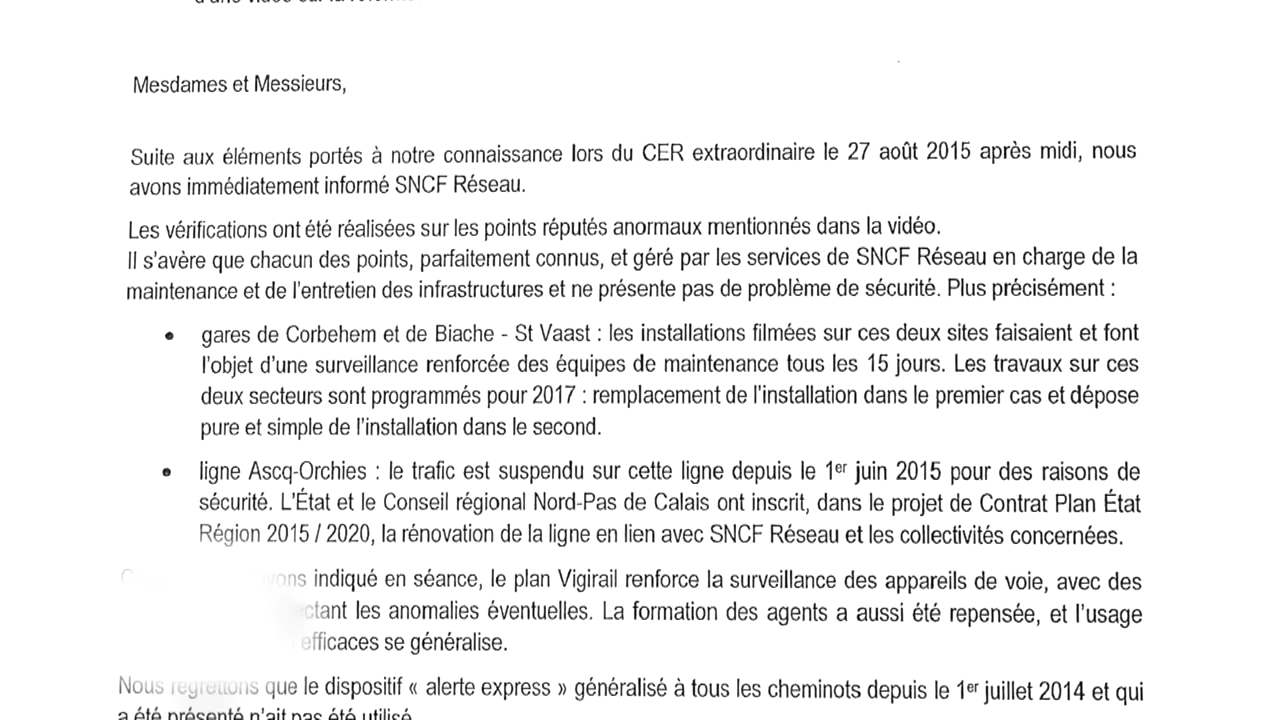 d'une vidéo sur la
Mesdames et Messieurs,
Suite aux éléments portés à notre connaissance lors du CER extraordinaire le 27 août 2015 après midi, nous
avons immédiatement informé SNCF Réseau.
Les vérifications ont été réalisées sur les points réputés anormaux mentionnés dans la vidéo.
Il s'avère que chacun des points, parfaitement connus, et géré par les services de SNCF Réseau en charge de la
maintenance et de l'entretien des infrastructures et ne présente pas de problème de sécurité. Plus précisément :
• gares de Corbehem et de Biache - St Vaast : les installations filmées sur ces deux sites faisaient et font
l'objet d'une surveillance renforcée des équipes de maintenance tous les 15 jours. Les travaux sur ces
deux secteurs sont programmés pour 2017 : remplacement de l'installation dans le premier cas et dépose
pure et simple de l'installation dans le second.
• ligne Ascq-Orchies : le trafic est suspendu sur cette ligne depuis le 1er juin 2015 pour des raisons de
sécurité. L'État et le Conseil régional Nord-Pas de Calais ont inscrit, dans le projet de Contrat Plan État
Région 2015 / 2020, la rénovation de la ligne en lien avec SNCF Réseau et les collectivités concernées.
indiqué en séance, le plan Vigirail renforce la surveillance des appareils de voie, avec des
les anomalies éventuelles. La formation des agents a aussi été repensée, et l'usage
efficaces se généralise.
Nous regrettons que le dispositif « alerte express » généralisé à tous les cheminots depuis le 1er juillet 2014 et qui
a été présenté n'ait pas été utilisé